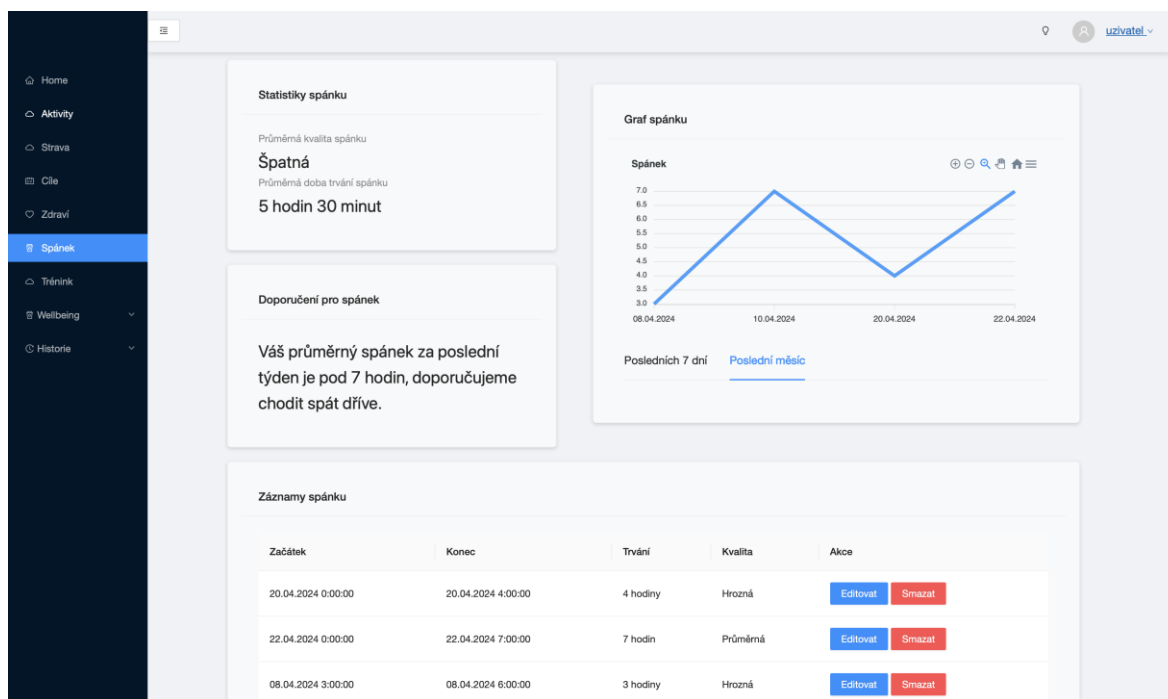 uzivatel
Home
Aktivity
Strava
Cíle
Zdraví
Spánek
Trénink
Wellbeing
Historie
Statistiky spánku
Průměrná kvalita spánku
Špatná
Průměrná doba trvání spánku
5 hodin 30 minut
Doporučení pro spánek
Váš průměrný spánek za poslední
týden je pod 7 hodin, doporučujeme
chodit spát dříve.
Graf spánku
Spánek
7.0
6.5
6.0
5.5
5.0
4.5
4.0
3.5
3.0
08.04.2024 10.04.2024 20.04.2024 22.04.2024
Posledních 7 dní Poslední měsíc
Záznamy spánku
Začátek Konec Trvání Kvalita Akce
20.04.2024 0:00:00 20.04.2024 4:00:00 4 hodiny Hrozná Editovat Smazat
22.04.2024 0:00:00 22.04.2024 7:00:00 7 hodin Průměrná Editovat Smazat
08.04.2024 3:00:00 08.04.2024 6:00:00 3 hodiny Hrozná Editovat Smazat